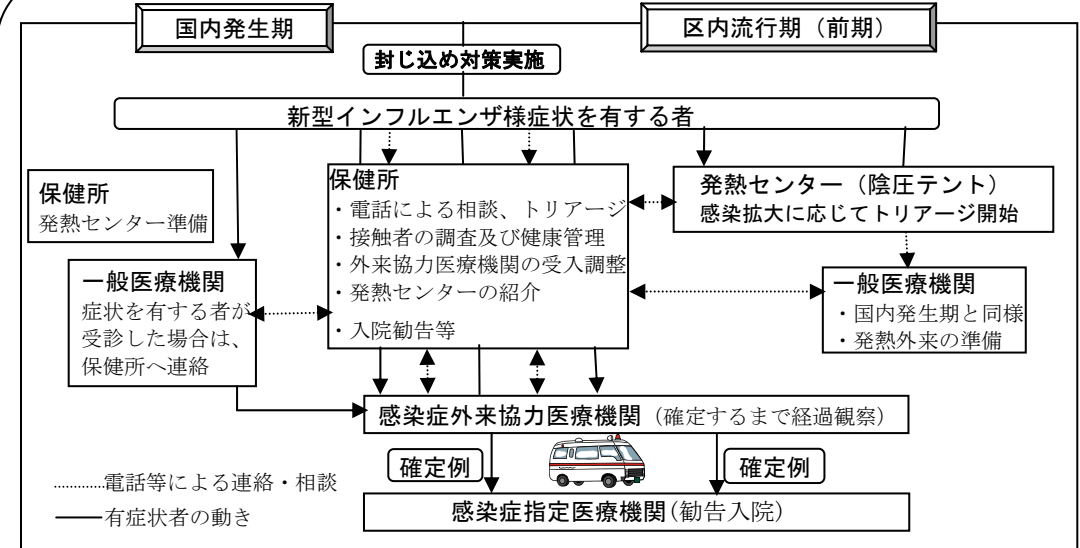 国内発生期
区内流行期（前期）
封じ込め対策実施
新型インフルエンザ様症状を有する者
保健所
発熱センター準備
保健所
・電話による相談、トリアージ
・接触者の調査及び健康管理
・外来協力医療機関の受入調整
・発熱センターの紹介
・入院勧告等
発熱センター（陰圧テント）
感染拡大に応じてトリアージ開始
一般医療機関
症状を有する者が
受診した場合は、
保健所へ連絡
一般医療機関
・国内発生期と同様
・発熱外来の準備
感染症外来協力医療機関（確定するまで経過観察）
確定例
確定例
電話等による連絡・相談
有症状者の動き
感染症指定医療機関(勧告入院)